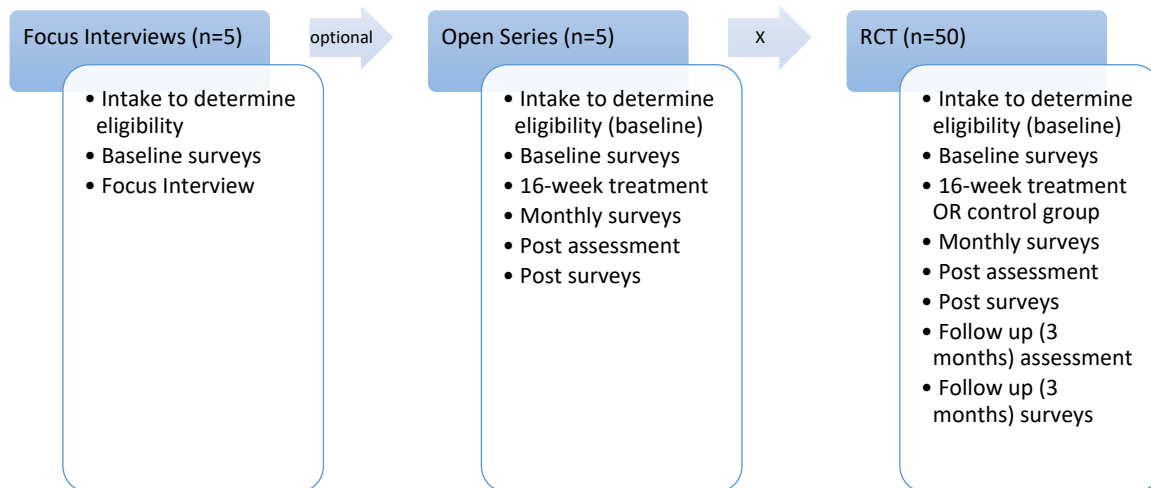 Focus Interviews (n=5)
optional
Open Series (n=5)
X
RCT (n=50)
• Intake to determine
eligibility
• Baseline surveys
• Focus Interview
• Intake to determine
eligibility (baseline)
• Baseline surveys
• 16-week treatment
• Monthly surveys
• Post assessment
• Post surveys
• Intake to determine
eligibility (baseline)
• Baseline surveys
• 16-week treatment
OR control group
• Monthly surveys
• Post assessment
• Post surveys
• Follow up (3
months) assessment
• Follow up (3
months) surveys